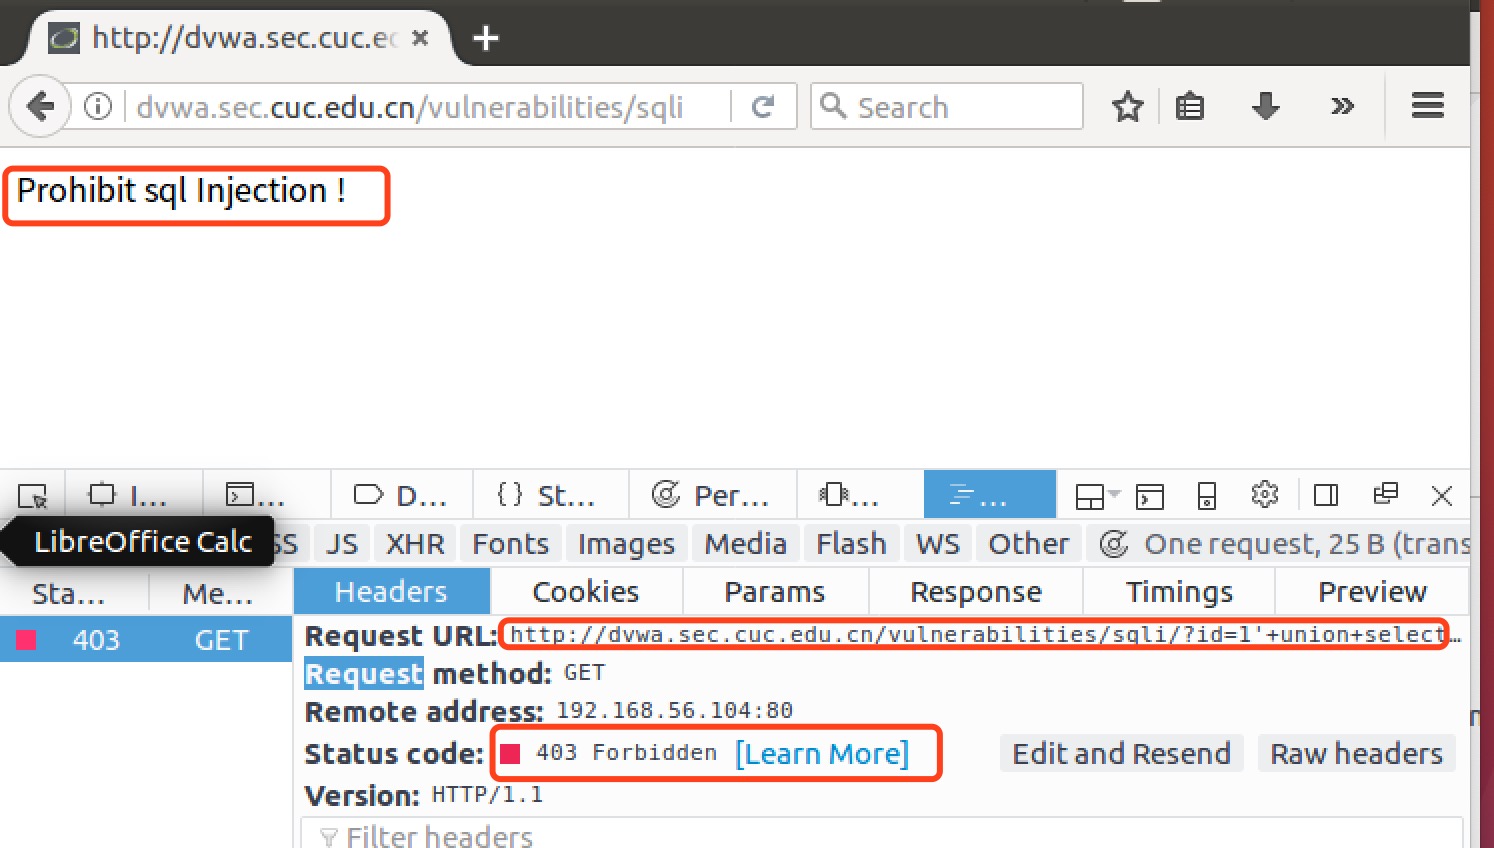 http://dvwa.sec.cuc.ec
dvwa.sec.cuc.edu.cn/vulnerabilities/sqli
Search
Prohibit sql Injection !
I...
...
D...
{ } St...
Per...
...
...
LibreOffice Calc
SS JS XHR Fonts Images Media Flash WS Other One request, 25 B (trans
Sta... Me... Headers Cookies Params Response Timings Preview
403 GET
Request URL: http://dvwa.sec.cuc.edu.cn/vulnerabilities/sqli/?id=1'+union+select...
Request method: GET
Remote address: 192.168.56.104:80
Status code: 403 Forbidden [Learn More] Edit and Resend Raw headers
Version: HTTP/1.1
Filter headers